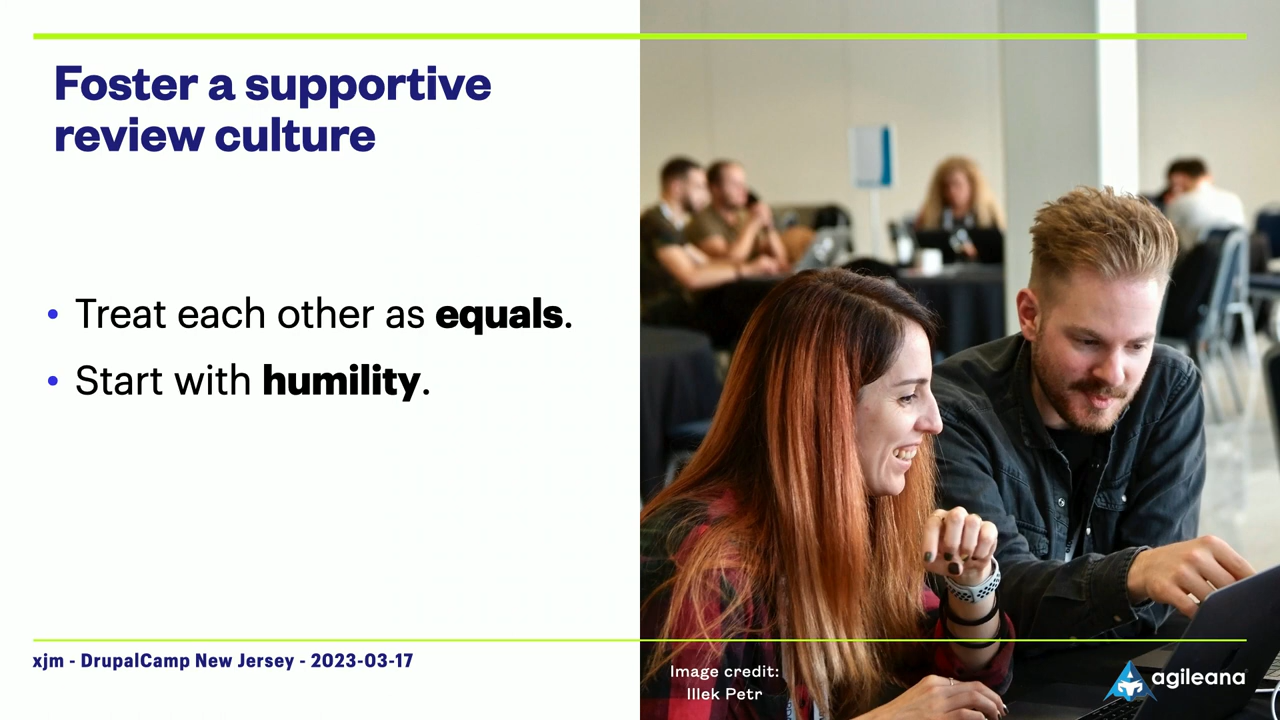 Foster a supportive
review culture
• Treat each other as equals.
• Start with humility.
xjm - DrupalCamp New Jersey - 2023-03-17
Image credit:
Illek Petr
agileana